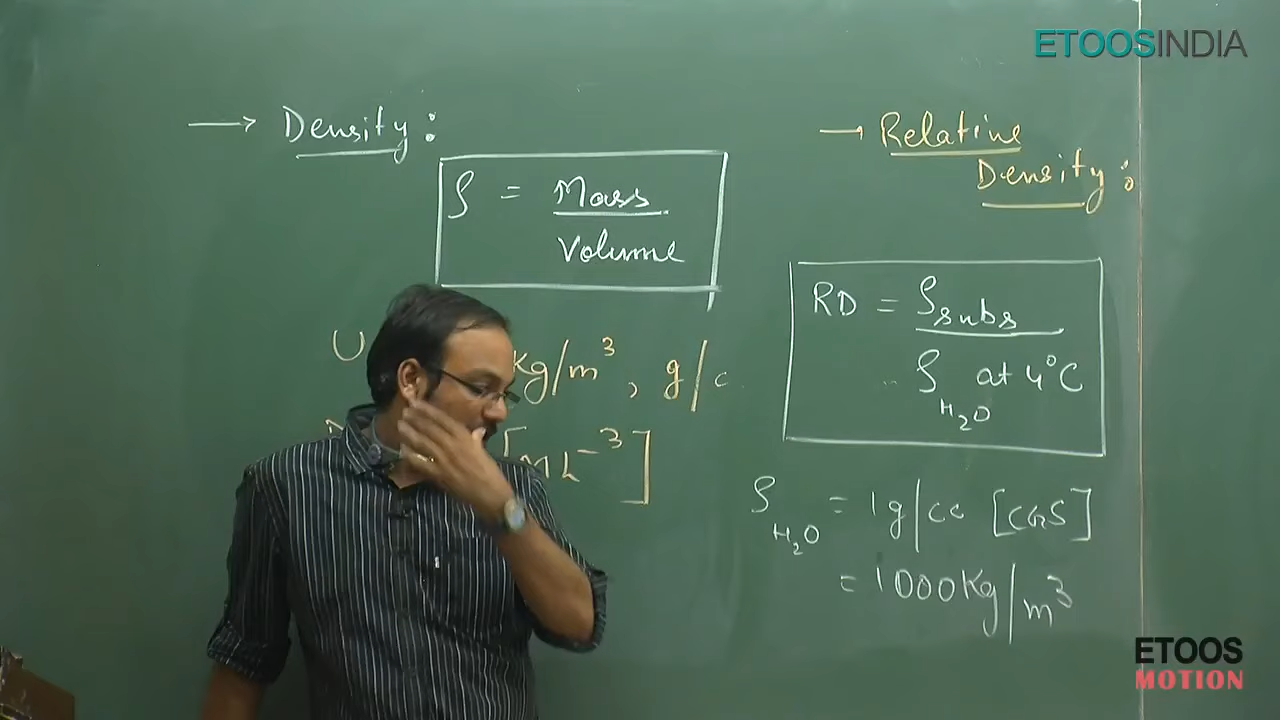 ETOOSINDIA
→ Density :
ρ = Mass
Volume
U
Kg/m³ , g/c
[ML⁻³]
→ Relative
Density :
RD = ρsubs
ρH₂O at 4°C
ρH₂O = 1g/cc [CGS]
= 1000Kg/m³
ETOOS
MOTION